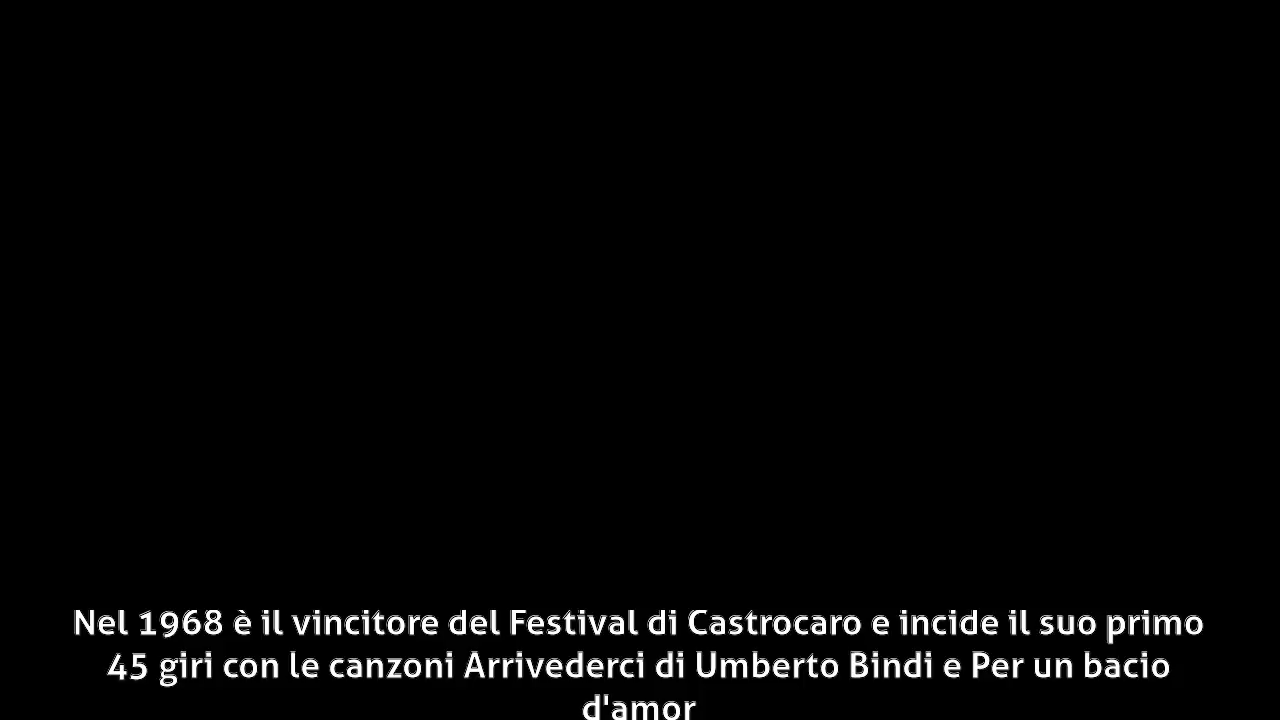 Nel 1968 è il vincitore del Festival di Castrocaro e incide il suo primo
45 giri con le canzoni Arrivederci di Umberto Bindi e Per un bacio
d'amor